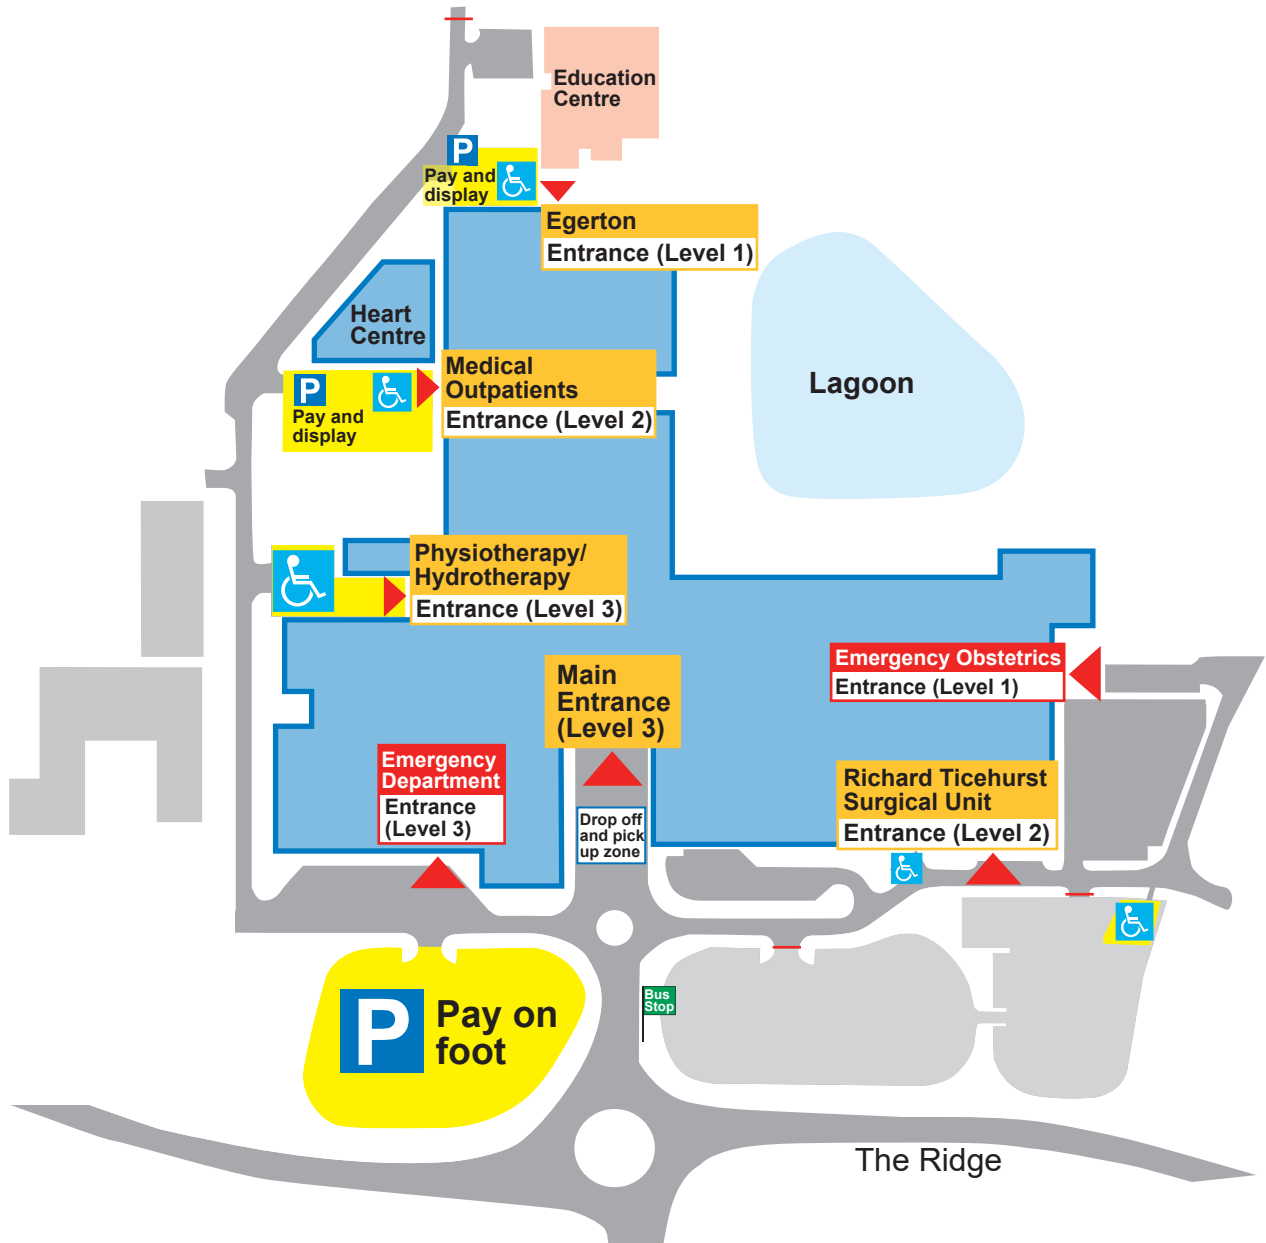 Education
Centre
P
Pay and
display
Egerton
Entrance (Level 1)
Heart
Centre
Medical
Outpatients
Entrance (Level 2)
P
Pay and
display
Lagoon
Physiotherapy/
Hydrotherapy
Entrance (Level 3)
Main
Entrance
(Level 3)
Emergency Obstetrics
Entrance (Level 1)
Emergency
Department
Entrance
(Level 3)
Drop off
and pick
up zone
Richard Ticehurst
Surgical Unit
Entrance (Level 2)
Bus
Stop
P
Pay on
foot
The Ridge